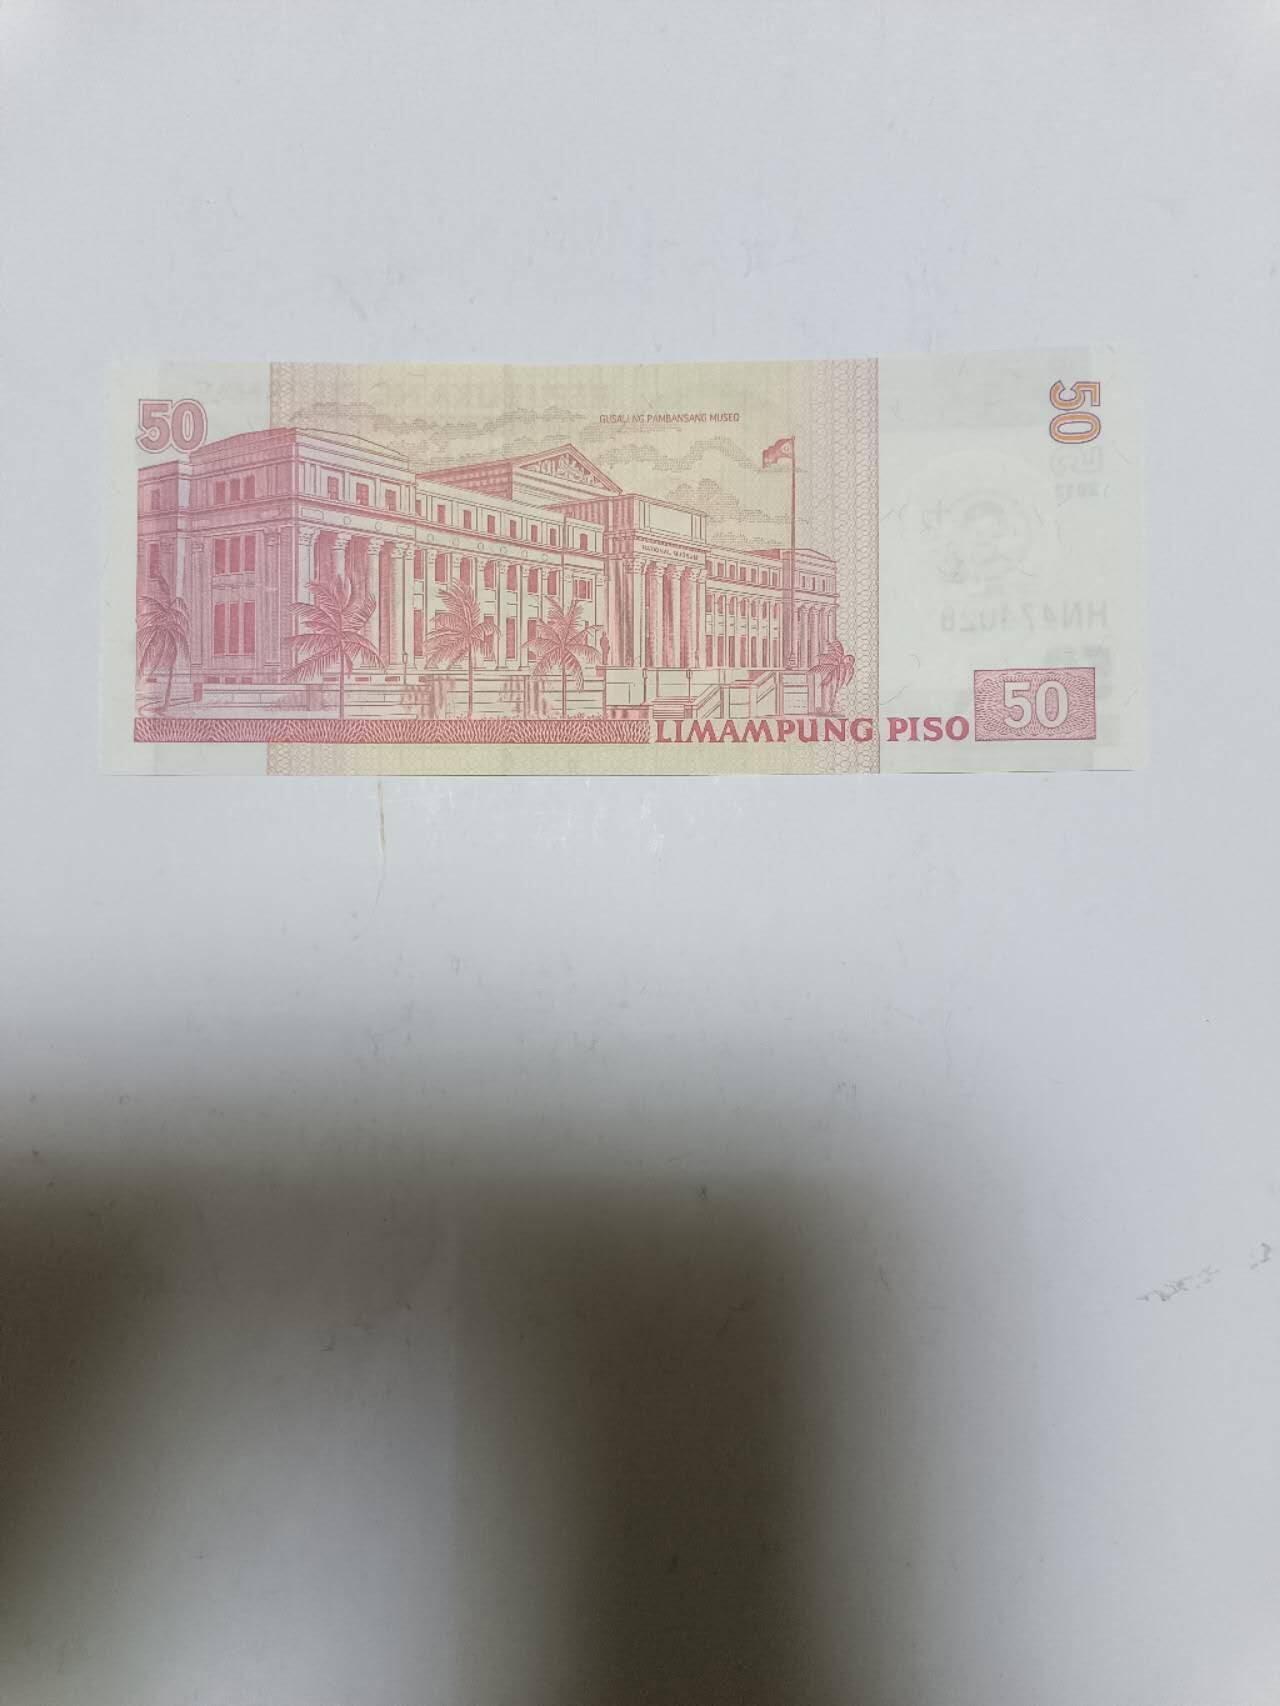 50
GUSALI NG PAMBANSANG MUSEO
50
NATIONAL MUSEUM
LIMAMPUNG PISO
50